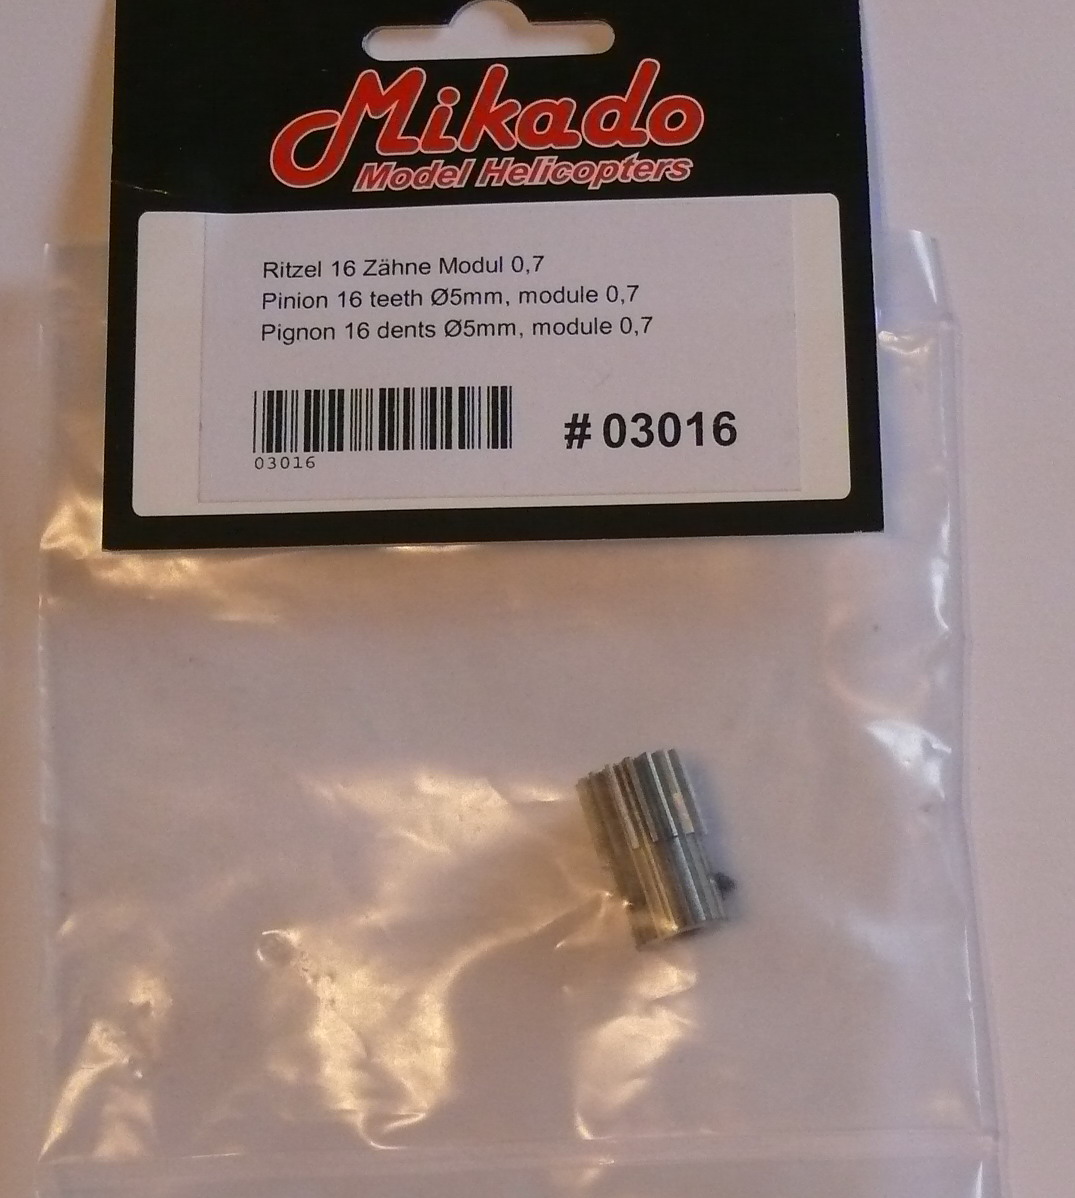 Mikado
Model Helicopters
Ritzel 16 Zähne Modul 0,7
Pinion 16 teeth Ø5mm, module 0,7
Pignon 16 dents Ø5mm, module 0,7
03016
# 03016